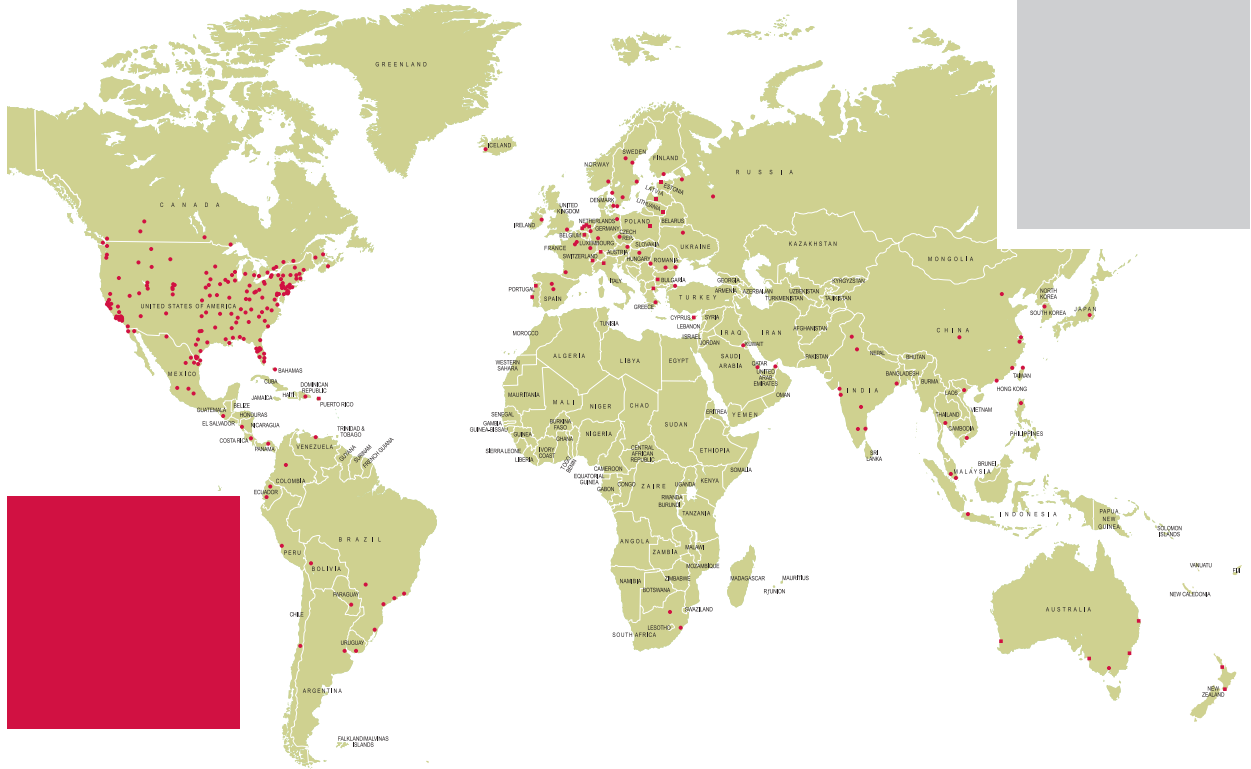 GREENLAND
ICELAND
CANADA
UNITED STATES OF AMERICA
MEXICO
BAHAMAS
CUBA
DOMINICAN
REPUBLIC
HAITI
JAMAICA
PUERTO RICO
BELIZE
GUATEMALA
HONDURAS
EL SALVADOR
NICARAGUA
COSTA RICA
PANAMA
TRINIDAD &
TOBAGO
VENEZUELA
GUYANA
SURINAM
FRENCH GUIANA
COLOMBIA
ECUADOR
PERU
BRAZIL
BOLIVIA
PARAGUAY
CHILE
URUGUAY
ARGENTINA
FALKLAND/MALVINAS
ISLANDS
NORWAY
SWEDEN
FINLAND
RUSSIA
ESTONIA
LATVIA
LITHUANIA
DENMARK
UNITED
KINGDOM
IRELAND
NETHERLANDS
BELGIUM
GERMANY
POLAND
BELARUS
LUXEMBOURG
CZECH
REP.
SLOVAKIA
UKRAINE
FRANCE
SWITZERLAND
AUSTRIA
HUNGARY
ROMANIA
ITALY
BULGARIA
PORTUGAL
SPAIN
GREECE
TURKEY
CYPRUS
SYRIA
LEBANON
ISRAEL
JORDAN
GEORGIA
ARMENIA
AZERBAIJAN
KAZAKHSTAN
UZBEKISTAN
TURKMENISTAN
KYRGYZSTAN
TAJIKISTAN
MONGOLIA
CHINA
NORTH
KOREA
SOUTH KOREA
JAPAN
IRAQ
IRAN
AFGHANISTAN
KUWAIT
SAUDI
ARABIA
QATAR
UNITED
ARAB
EMIRATES
OMAN
YEMEN
PAKISTAN
NEPAL
BHUTAN
BANGLADESH
INDIA
SRI
LANKA
BURMA
LAOS
THAILAND
VIETNAM
CAMBODIA
TAIWAN
HONG KONG
PHILIPPINES
BRUNEI
MALAYSIA
INDONESIA
PAPUA
NEW
GUINEA
SOLOMON
ISLANDS
VANUATU
FIJI
NEW CALEDONIA
AUSTRALIA
NEW
ZEALAND
MOROCCO
TUNISIA
ALGERIA
LIBYA
EGYPT
WESTERN
SAHARA
MAURITANIA
MALI
NIGER
CHAD
SUDAN
ERITREA
SENEGAL
GAMBIA
GUINEA-BISSAU
GUINEA
SIERRA LEONE
LIBERIA
IVORY
COAST
BURKINA
FASO
GHANA
TOGO
BENIN
NIGERIA
CAMEROON
EQUATORIAL
GUINEA
GABON
CONGO
CENTRAL
AFRICAN
REPUBLIC
ETHIOPIA
SOMALIA
ZAIRE
UGANDA
KENYA
RWANDA
BURUNDI
TANZANIA
ANGOLA
ZAMBIA
MALAWI
MOZAMBIQUE
NAMIBIA
ZIMBABWE
BOTSWANA
MADAGASCAR
MAURITIUS
R/UNION
SWAZILAND
LESOTHO
SOUTH AFRICA